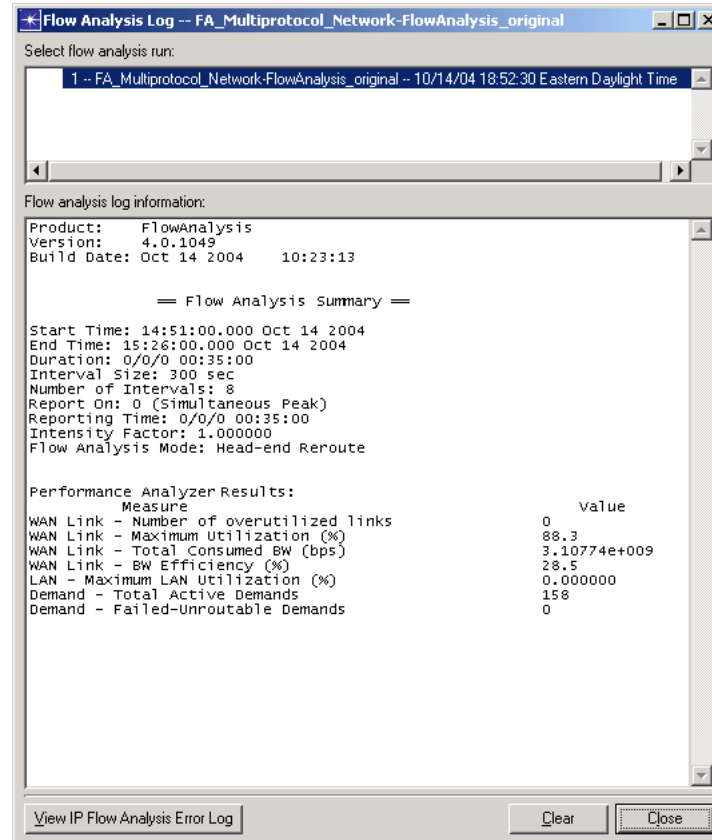 Flow Analysis Log -- FA_Multiprotocol_Network-FlowAnalysis_original
Select flow analysis run:
1 -- FA_Multiprotocol_Network-FlowAnalysis_original -- 10/14/04 18:52:30 Eastern Daylight Time
Flow analysis log information:
Product: FlowAnalysis
Version: 4.0.1049
Build Date: Oct 14 2004 10:23:13
== Flow Analysis Summary ==
Start Time: 14:51:00.000 Oct 14 2004
End Time: 15:26:00.000 Oct 14 2004
Duration: 0/0/0 00:35:00
Interval Size: 300 sec
Number of Intervals: 8
Report On: 0 (Simultaneous Peak)
Reporting Time: 0/0/0 00:35:00
Intensity Factor: 1.000000
Flow Analysis Mode: Head-end Reroute
Performance Analyzer Results:
Measure Value
WAN Link - Number of overutilized links 0
WAN Link - Maximum Utilization (%) 88.3
WAN Link - Total Consumed BW (bps) 3.10774e+009
WAN Link - BW Efficiency (%) 28.5
LAN - Maximum LAN Utilization (%) 0.000000
Demand - Total Active Demands 158
Demand - Failed-Unroutable Demands 0
View IP Flow Analysis Error Log Clear Close